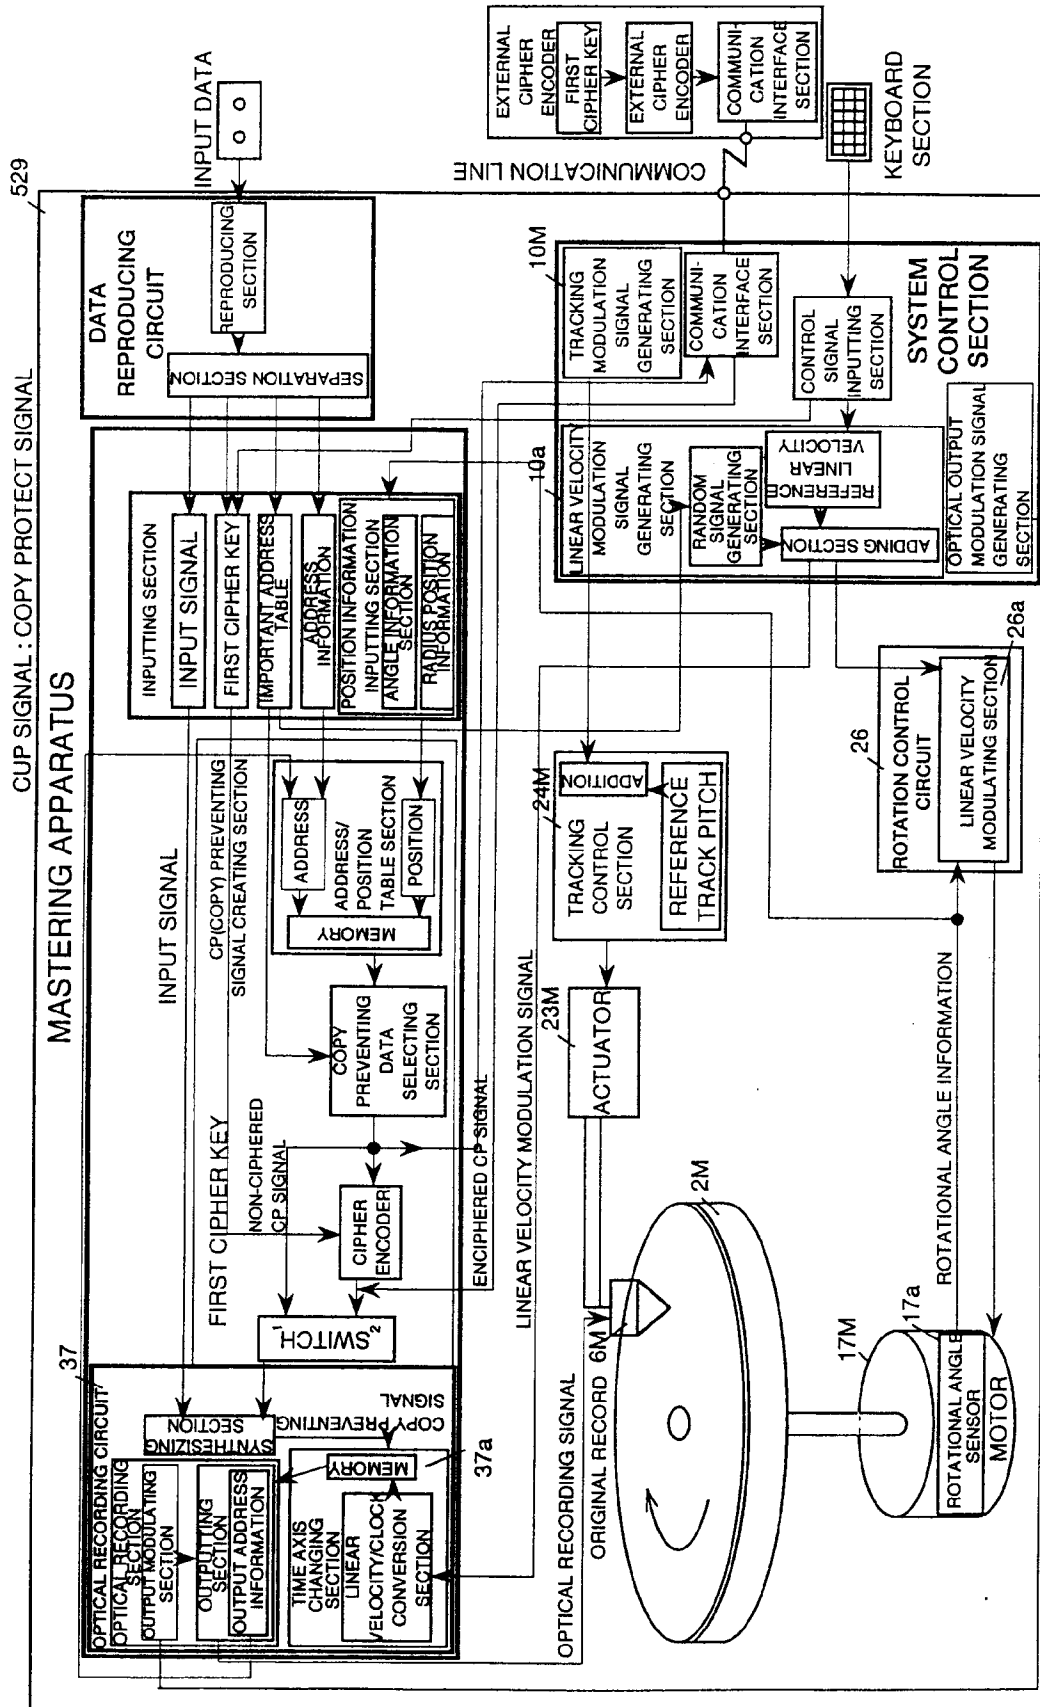 CUP SIGNAL : COPY PROTECT SIGNAL
529
MASTERING APPARATUS
DATA
REPRODUCING
CIRCUIT
INPUT DATA
REPRODUCING
SECTION
SEPARATION SECTION
EXTERNAL
CIPHER
ENCODER
FIRST
CIPHER KEY
EXTERNAL
CIPHER
ENCODER
COMMUNI-
CATION
INTERFACE
SECTION
COMMUNICATION LINE
KEYBOARD
SECTION
INPUTTING SECTION
INPUT SIGNAL
FIRST CIPHER KEY
IMPORTANT ADDRESS
TABLE
ADDRESS
INFORMATION
POSITION INFORMATION
INPUTTING SECTION
ANGLE INFORMATION
SECTION
RADIUS POSITION
INFORMATION
INPUT SIGNAL
CP(COPY) PREVENTING
SIGNAL CREATING SECTION
ADDRESS
ADDRESS/
POSITION
TABLE SECTION
POSITION
MEMORY
COPY
PREVENTING
DATA
SELECTING
SECTION
FIRST CIPHER KEY
NON-CIPHERED
CP SIGNAL
CIPHER
ENCODER
ENCIPHERED CP SIGNAL
SWITCH
1
2
37
OPTICAL RECORDING CIRCUIT
OPTICAL RECORDING
SECTION
OUTPUT MODULATING
SECTION
OUTPUTTING
SECTION
OUTPUT ADDRESS
INFORMATION
SYNTHESIZING
SECTION
COPY PREVENTING
SIGNAL
TIME AXIS
CHANGING
SECTION
MEMORY
LINEAR
VELOCITY/CLOCK
CONVERSION
SECTION
37a
10M
TRACKING
MODULATION
SIGNAL
GENERATING
SECTION
COMMUNI-
CATION
INTERFACE
SECTION
CONTROL
SIGNAL
INPUTTING
SECTION
SYSTEM
CONTROL
SECTION
10a
LINEAR VELOCITY
MODULATION
SIGNAL
GENERATING
SECTION
RANDOM
SIGNAL
GENERATING
SECTION
REFERENCE
LINEAR
VELOCITY
ADDING SECTION
OPTICAL OUTPUT
MODULATION SIGNAL
GENERATING
SECTION
LINEAR VELOCITY MODULATION SIGNAL
24M
ADDITION
TRACKING
CONTROL
SECTION
REFERENCE
TRACK PITCH
23M
ACTUATOR
26
ROTATION CONTROL
CIRCUIT
LINEAR VELOCITY
MODULATING SECTION
26a
ROTATIONAL ANGLE INFORMATION
OPTICAL RECORDING SIGNAL
ORIGINAL RECORD
6M
2M
17M
17a
ROTATIONAL ANGLE
SENSOR
MOTOR